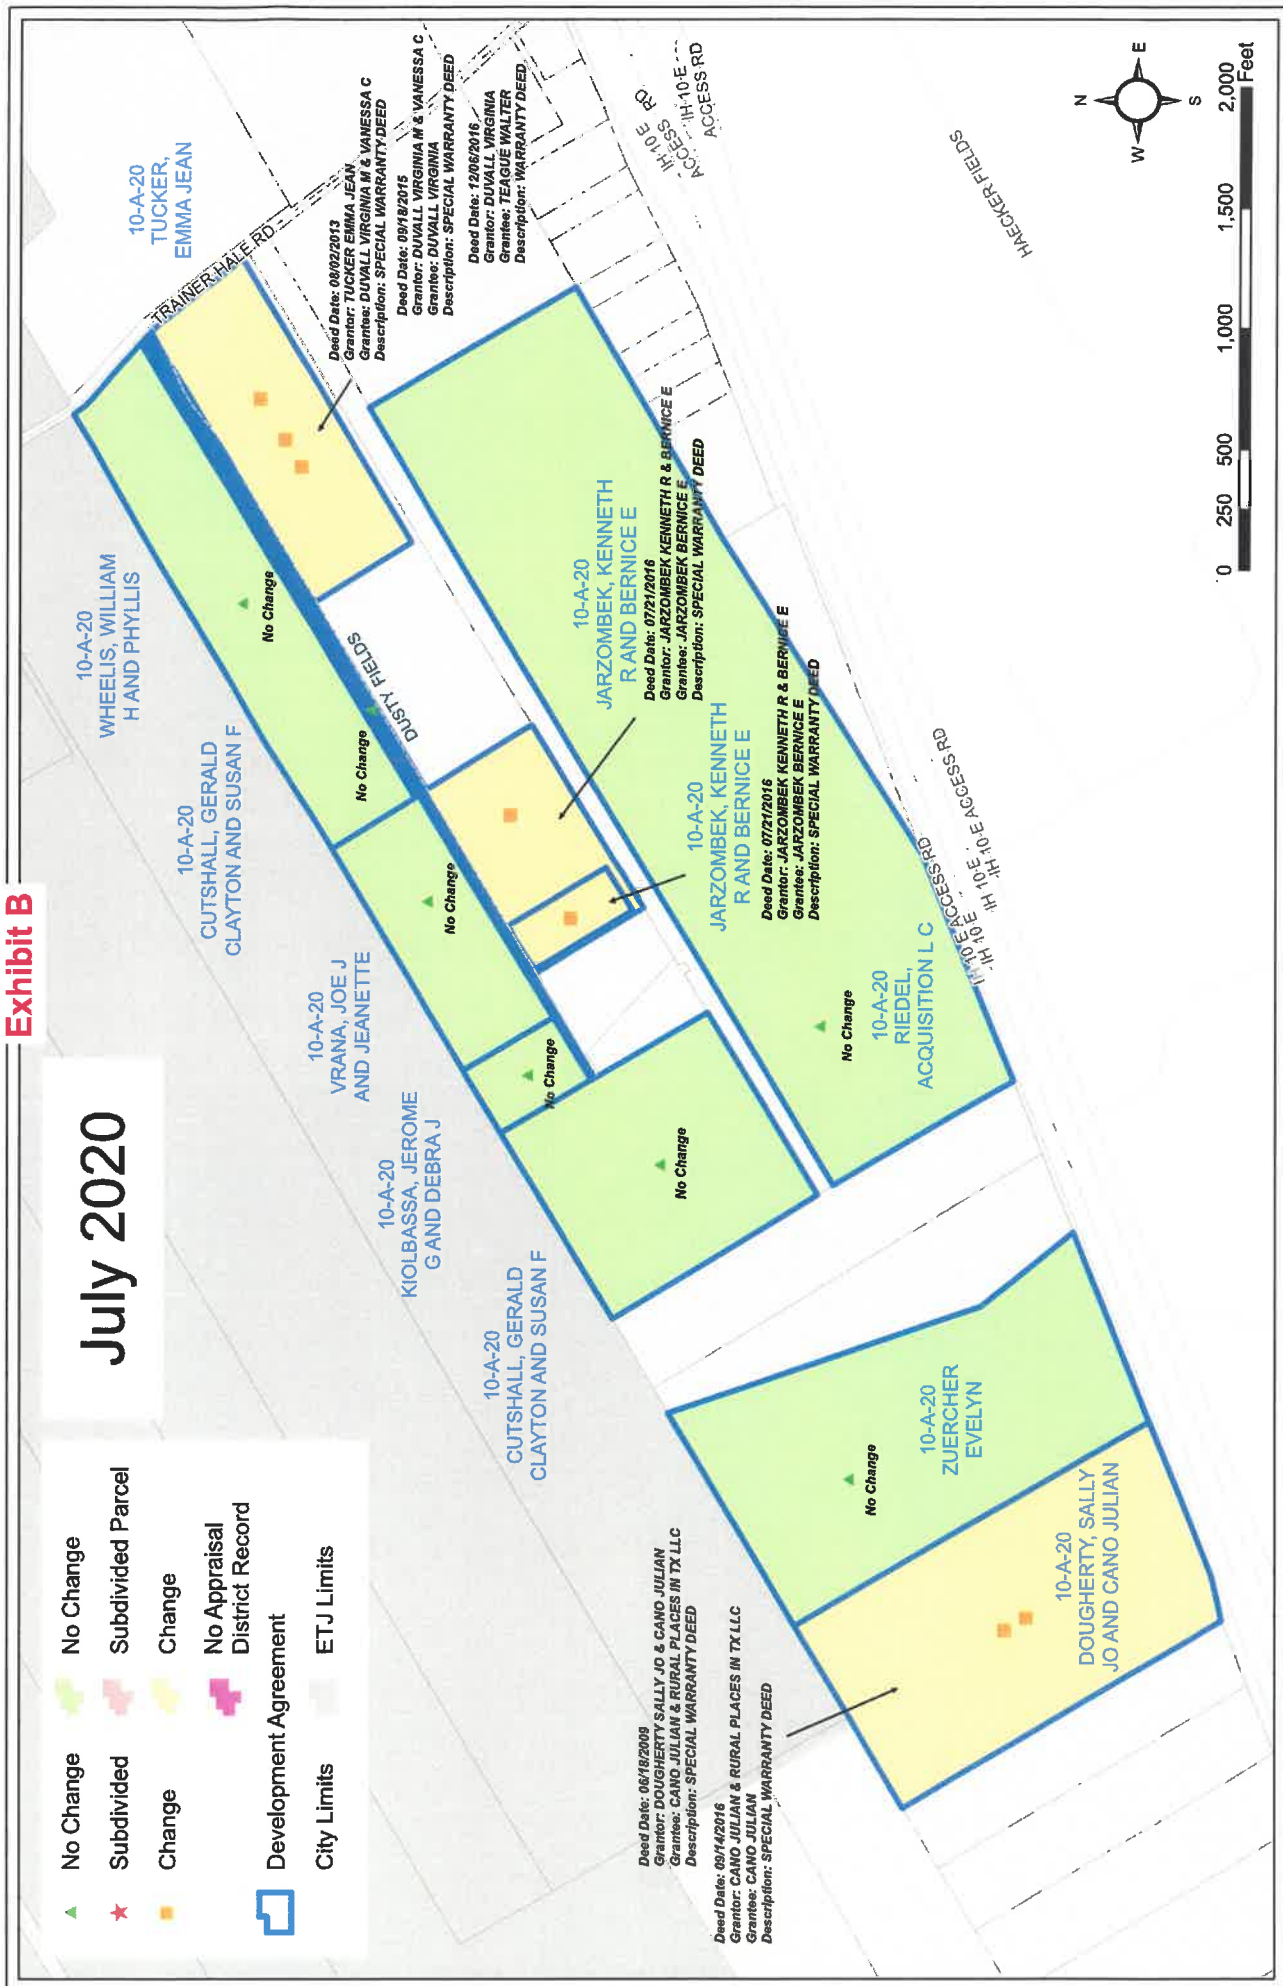 Exhibit B
July 2020
No Change
No Change
Subdivided
Subdivided Parcel
Change
Change
No Appraisal
District Record
Development Agreement
City Limits
ETJ Limits
10-A-20
TUCKER,
EMMA JEAN
TRAINER HALE RD
10-A-20
WHEELIS, WILLIAM
H AND PHYLLIS
10-A-20
CUTSHALL, GERALD
CLAYTON AND SUSAN F
10-A-20
VRANA, JOE J
AND JEANETTE
10-A-20
KIOLBASSA, JEROME
G AND DEBRA J
10-A-20
CUTSHALL, GERALD
CLAYTON AND SUSAN F
No Change
No Change
No Change
No Change
No Change
DUSTY FIELDS
Deed Date: 08/02/2013
Grantor: TUCKER EMMA JEAN
Grantee: DUVALL VIRGINIA M & VANESSA C
Description: SPECIAL WARRANTY DEED
Deed Date: 09/18/2015
Grantor: DUVALL VIRGINIA M & VANESSA C
Grantee: DUVALL VIRGINIA
Description: SPECIAL WARRANTY DEED
Deed Date: 12/06/2016
Grantor: DUVALL VIRGINIA
Grantee: TEAGUE WALTER
Description: WARRANTY DEED
10-A-20
JARZOMBEK, KENNETH
R AND BERNICE E
Deed Date: 07/21/2016
Grantor: JARZOMBEK KENNETH R & BERNICE E
Grantee: JARZOMBEK BERNICE E
Description: SPECIAL WARRANTY DEED
10-A-20
JARZOMBEK, KENNETH
R AND BERNICE E
Deed Date: 07/21/2016
Grantor: JARZOMBEK KENNETH R & BERNICE E
Grantee: JARZOMBEK BERNICE E
Description: SPECIAL WARRANTY DEED
No Change
10-A-20
RIEDEL,
ACQUISITION L C
No Change
10-A-20
ZUERCHER
EVELYN
10-A-20
DOUGHERTY, SALLY
JO AND CANO JULIAN
Deed Date: 06/18/2009
Grantor: DOUGHERTY SALLY JO & CANO JULIAN
Grantee: CANO JULIAN & RURAL PLACES IN TX LLC
Description: SPECIAL WARRANTY DEED
Deed Date: 09/14/2016
Grantor: CANO JULIAN & RURAL PLACES IN TX LLC
Grantee: CANO JULIAN
Description: SPECIAL WARRANTY DEED
IH 10 E
ACCESS RD
IH 10 E
ACCESS RD
IH 10 E ACCESS RD
IH 10 E
IH 10 E
IH 10 E ACCESS RD
HAECKER FIELDS
N
W
E
S
0
250
500
1,000
1,500
2,000
Feet